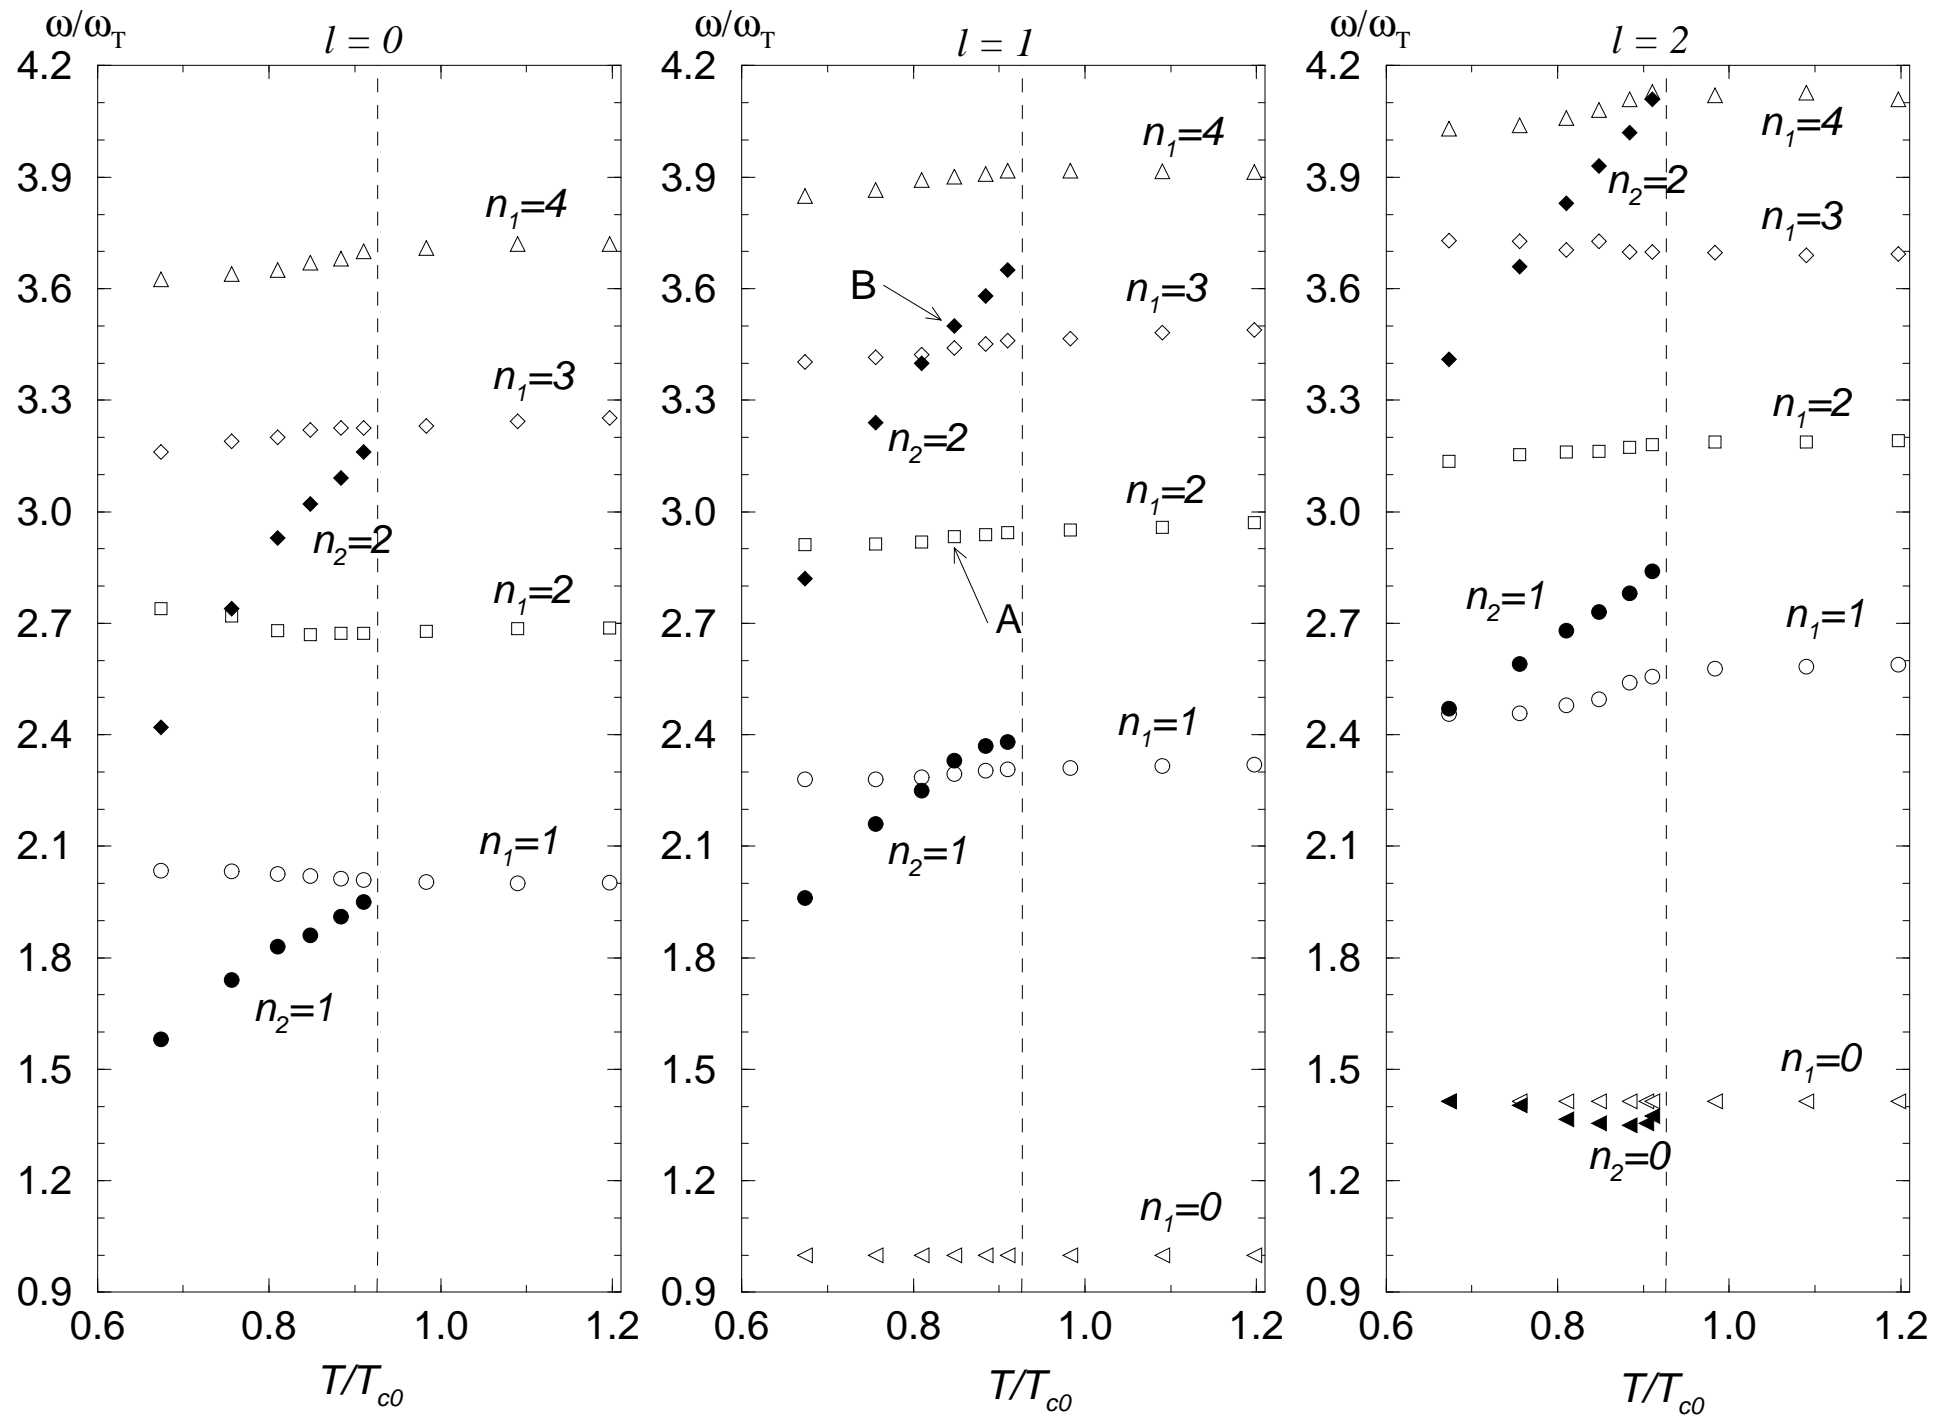 ω/ω_T
l = 0
4.2
3.9
3.6
3.3
3.0
2.7
2.4
2.1
1.8
1.5
1.2
0.9
n_1=4
n_1=3
n_2=2
n_1=2
n_1=1
n_2=1
0.6
0.8
1.0
1.2
T/T_c0
ω/ω_T
l = 1
4.2
3.9
3.6
3.3
3.0
2.7
2.4
2.1
1.8
1.5
1.2
0.9
n_1=4
B
n_1=3
n_2=2
n_1=2
A
n_1=1
n_2=1
n_1=0
0.6
0.8
1.0
1.2
T/T_c0
ω/ω_T
l = 2
4.2
3.9
3.6
3.3
3.0
2.7
2.4
2.1
1.8
1.5
1.2
0.9
n_1=4
n_2=2
n_1=3
n_1=2
n_2=1
n_1=1
n_1=0
n_2=0
0.6
0.8
1.0
1.2
T/T_c0